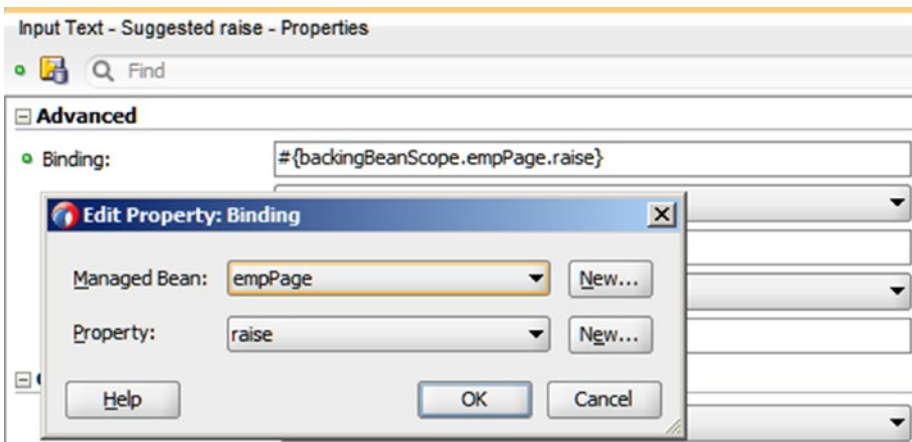 Input Text - Suggested raise - Properties
Find
Advanced
Binding: #{backingBeanScope.empPage.raise}
Edit Property: Binding
Managed Bean: empPage New...
Property: raise New...
Help OK Cancel